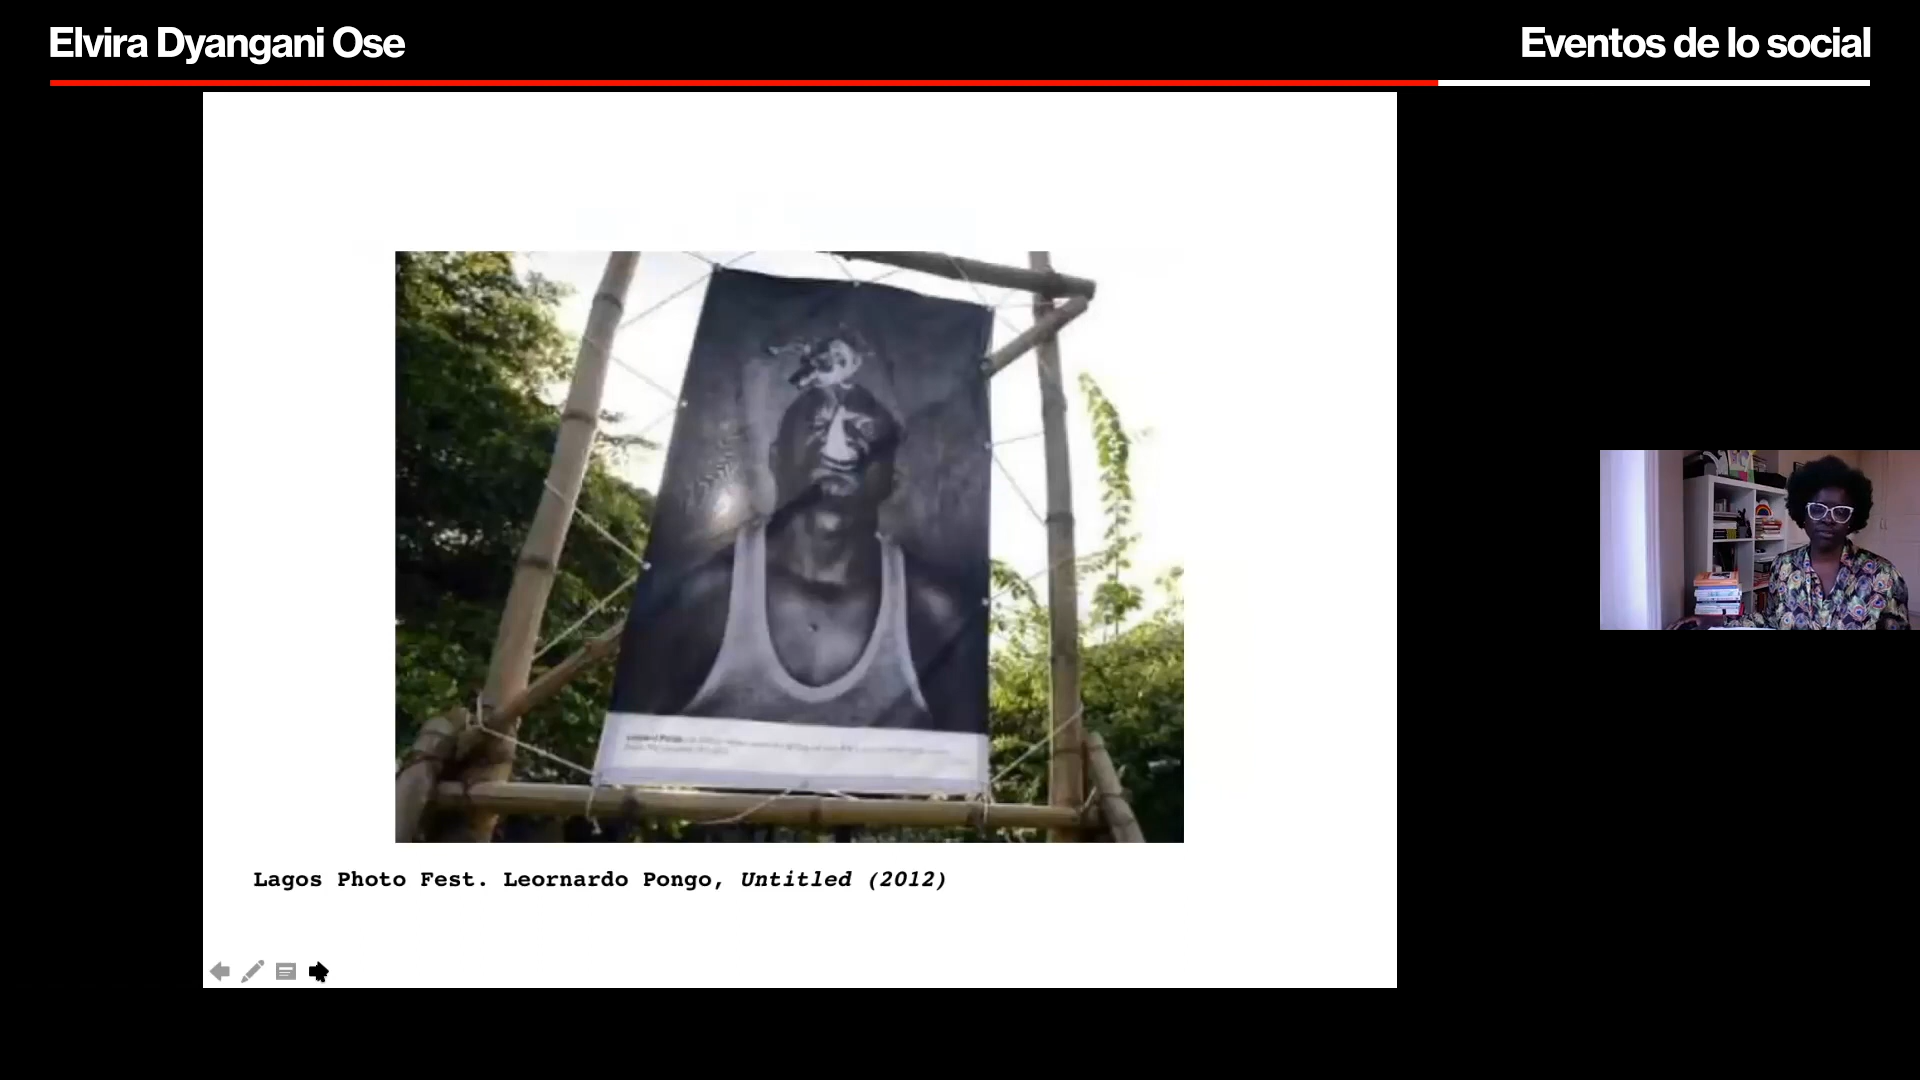 Elvira Dyangani Ose
Eventos de lo social
Lagos Photo Fest. Leornardo Pongo, Untitled (2012)